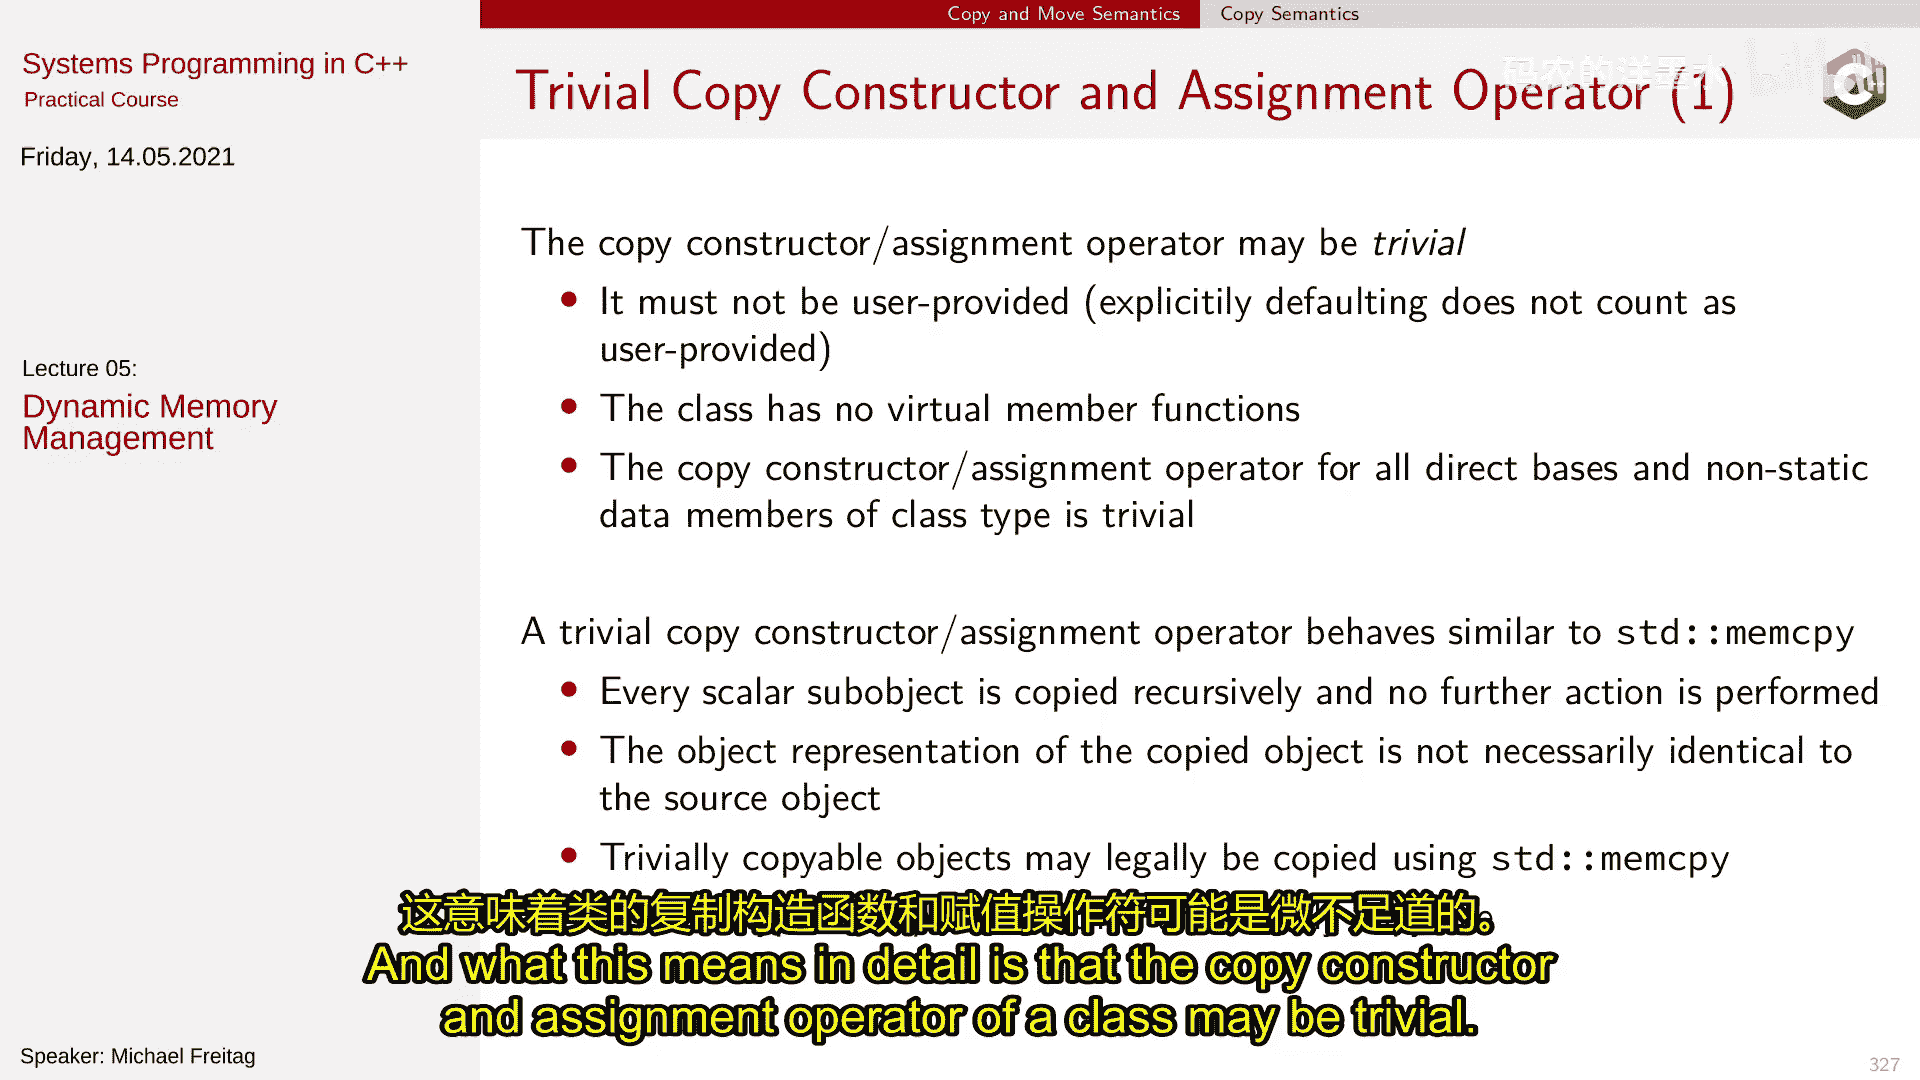 Copy and Move Semantics
Copy Semantics
Systems Programming in C++
Practical Course
Friday, 14.05.2021
Lecture 05:
Dynamic Memory
Management
Speaker: Michael Freitag
Trivial Copy Constructor and Assignment Operator (1)
码农的洋墨水
The copy constructor/assignment operator may be trivial
• It must not be user-provided (explicitily defaulting does not count as
user-provided)
• The class has no virtual member functions
• The copy constructor/assignment operator for all direct bases and non-static
data members of class type is trivial
A trivial copy constructor/assignment operator behaves similar to std::memcpy
• Every scalar subobject is copied recursively and no further action is performed
• The object representation of the copied object is not necessarily identical to
the source object
• Trivially copyable objects may legally be copied using std::memcpy
这意味着类的复制构造函数和赋值操作符可能是微不足道的。
And what this means in detail is that the copy constructor
and assignment operator of a class may be trivial.
327